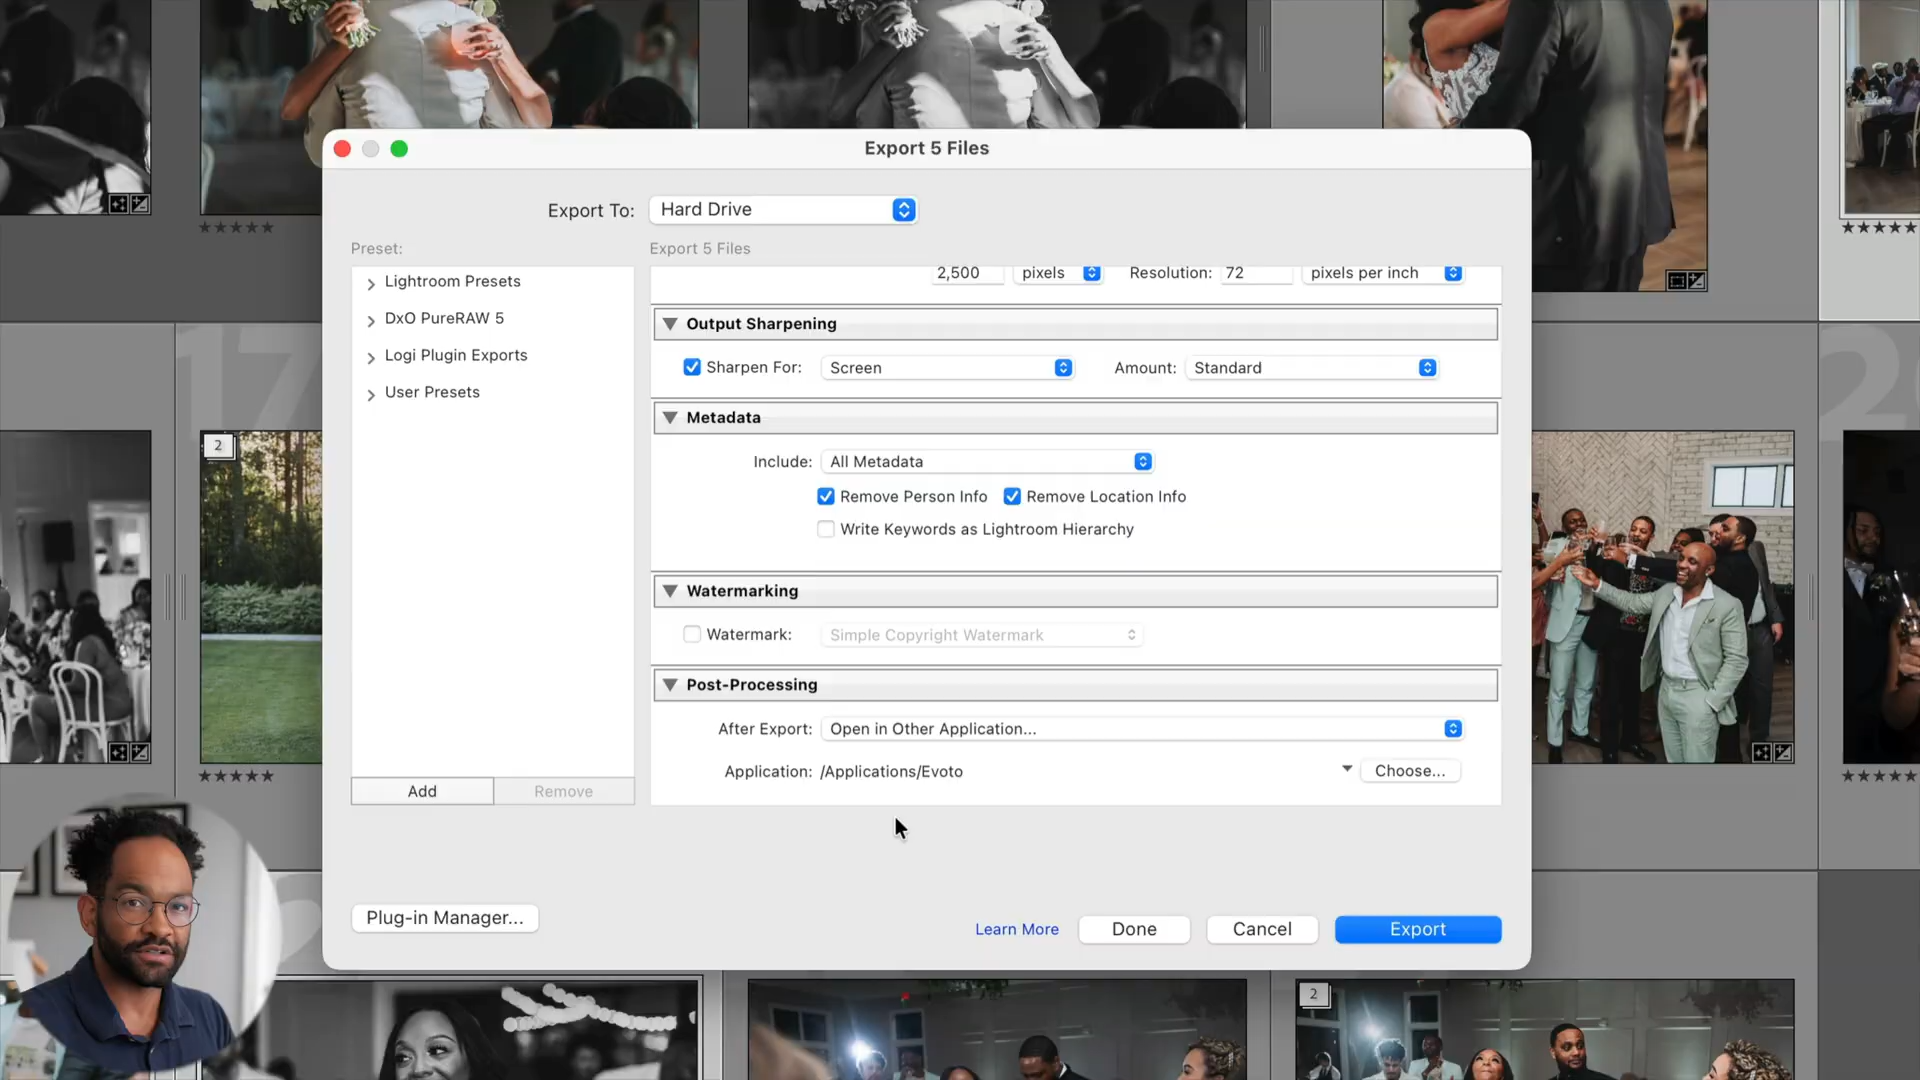 Export 5 Files
Export To: Hard Drive
Preset:
Export 5 Files
Lightroom Presets
DxO PureRAW 5
Logi Plugin Exports
User Presets
Add Remove
2,500 pixels Resolution: 72 pixels per inch
Output Sharpening
Sharpen For: Screen Amount: Standard
Metadata
Include: All Metadata
Remove Person Info Remove Location Info
Write Keywords as Lightroom Hierarchy
Watermarking
Watermark: Simple Copyright Watermark
Post-Processing
After Export: Open in Other Application...
Application: /Applications/Evoto Choose...
Plug-in Manager...
Learn More Done Cancel Export
17
2
2